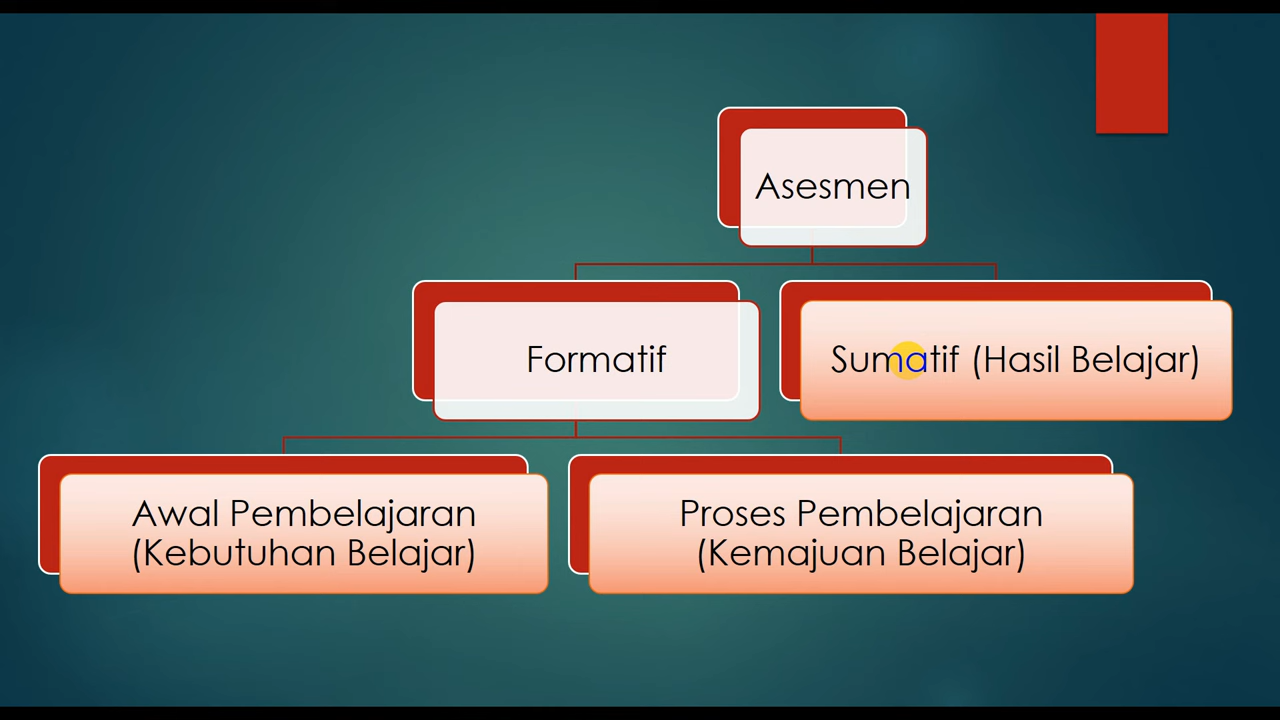 Asesmen
Formatif
Sumatif (Hasil Belajar)
Awal Pembelajaran
(Kebutuhan Belajar)
Proses Pembelajaran
(Kemajuan Belajar)